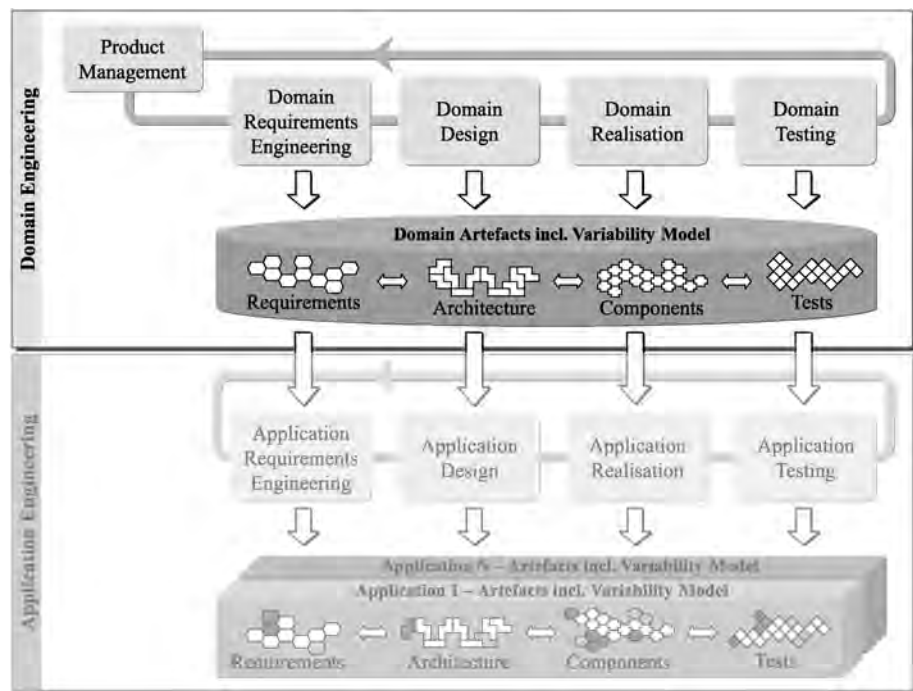 Domain Engineering
Product
Management
Domain
Requirements
Engineering
Domain
Design
Domain
Realisation
Domain
Testing
Domain Artefacts incl. Variability Model
Requirements
Architecture
Components
Tests
Application Engineering
Application
Requirements
Engineering
Application
Design
Application
Realisation
Application
Testing
Application N – Artefacts incl. Variability Model
Application 1 – Artefacts incl. Variability Model
Requirements
Architecture
Components
Tests